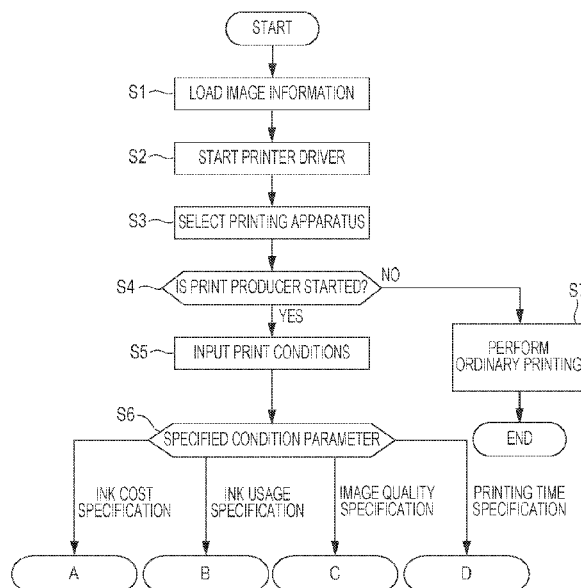 START
S1
LOAD IMAGE INFORMATION
S2
START PRINTER DRIVER
S3
SELECT PRINTING APPARATUS
S4
IS PRINT PRODUCER STARTED?
NO
YES
S5
INPUT PRINT CONDITIONS
PERFORM
ORDINARY PRINTING
END
S6
SPECIFIED CONDITION PARAMETER
INK COST
SPECIFICATION
INK USAGE
SPECIFICATION
IMAGE QUALITY
SPECIFICATION
PRINTING TIME
SPECIFICATION
A
B
C
D